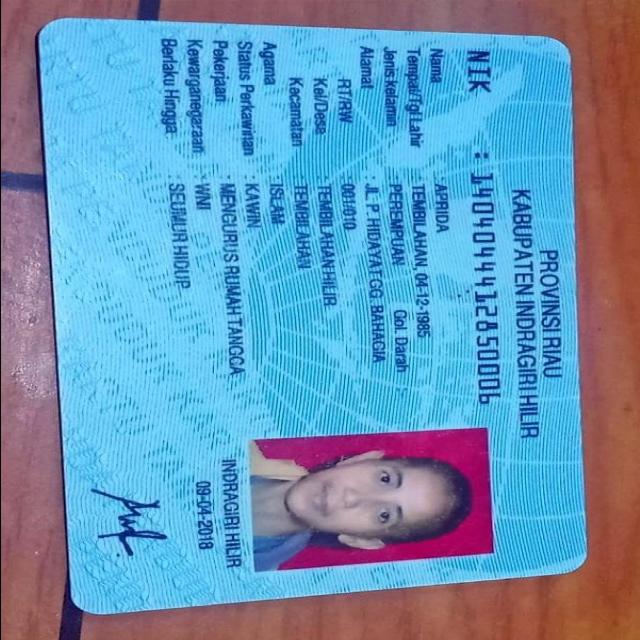 PROVINSI RIAU
KABUPATEN INDRAGIRI HILIR
NIK : 1404044412850006
Nama : APRIDA
Tempat/Tgl Lahir : TEMBILAHAN, 04-12-1985
Jenis kelamin : PEREMPUAN Gol. Darah
Alamat : JL. P. HIDAYAT GG. BAHAGIA
RT/RW : 001/010
Kel/Desa : TEMBILAHAN HILIR
Kecamatan : TEMBILAHAN
Agama : ISLAM
Status Perkawinan : KAWIN
Pekerjaan : MENGURUS RUMAH TANGGA
Kewarganegaraan : WNI
Berlaku Hingga : SEUMUR HIDUP
INDRAGIRI HILIR
09-04-2018